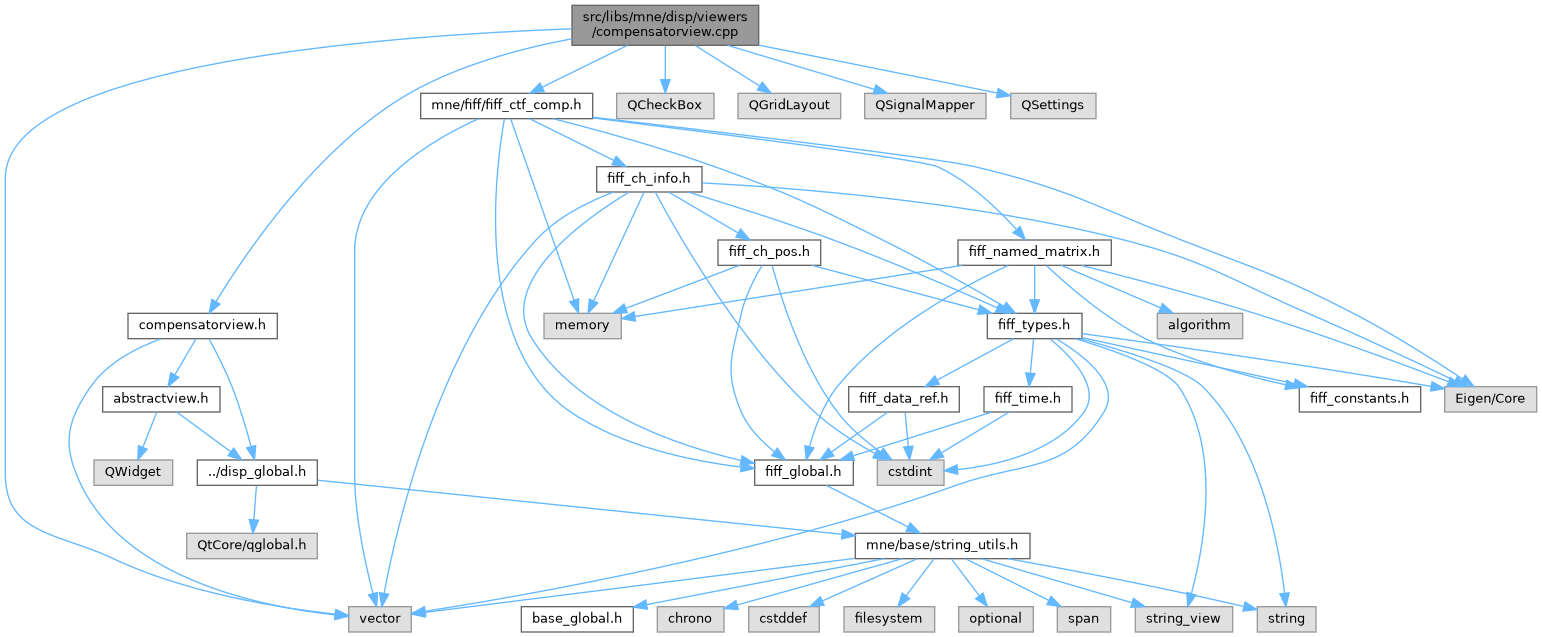 src/libs/mne/disp/viewers
/compensatorview.cpp
mne/fiff/fiff_ctf_comp.h
QCheckBox
QGridLayout
QSignalMapper
QSettings
fiff_ch_info.h
fiff_ch_pos.h
fiff_named_matrix.h
compensatorview.h
memory
fiff_types.h
algorithm
abstractview.h
fiff_data_ref.h
fiff_time.h
fiff_constants.h
Eigen/Core
QWidget
../disp_global.h
fiff_global.h
cstdint
QtCore/qglobal.h
mne/base/string_utils.h
vector
base_global.h
chrono
cstddef
filesystem
optional
span
string_view
string